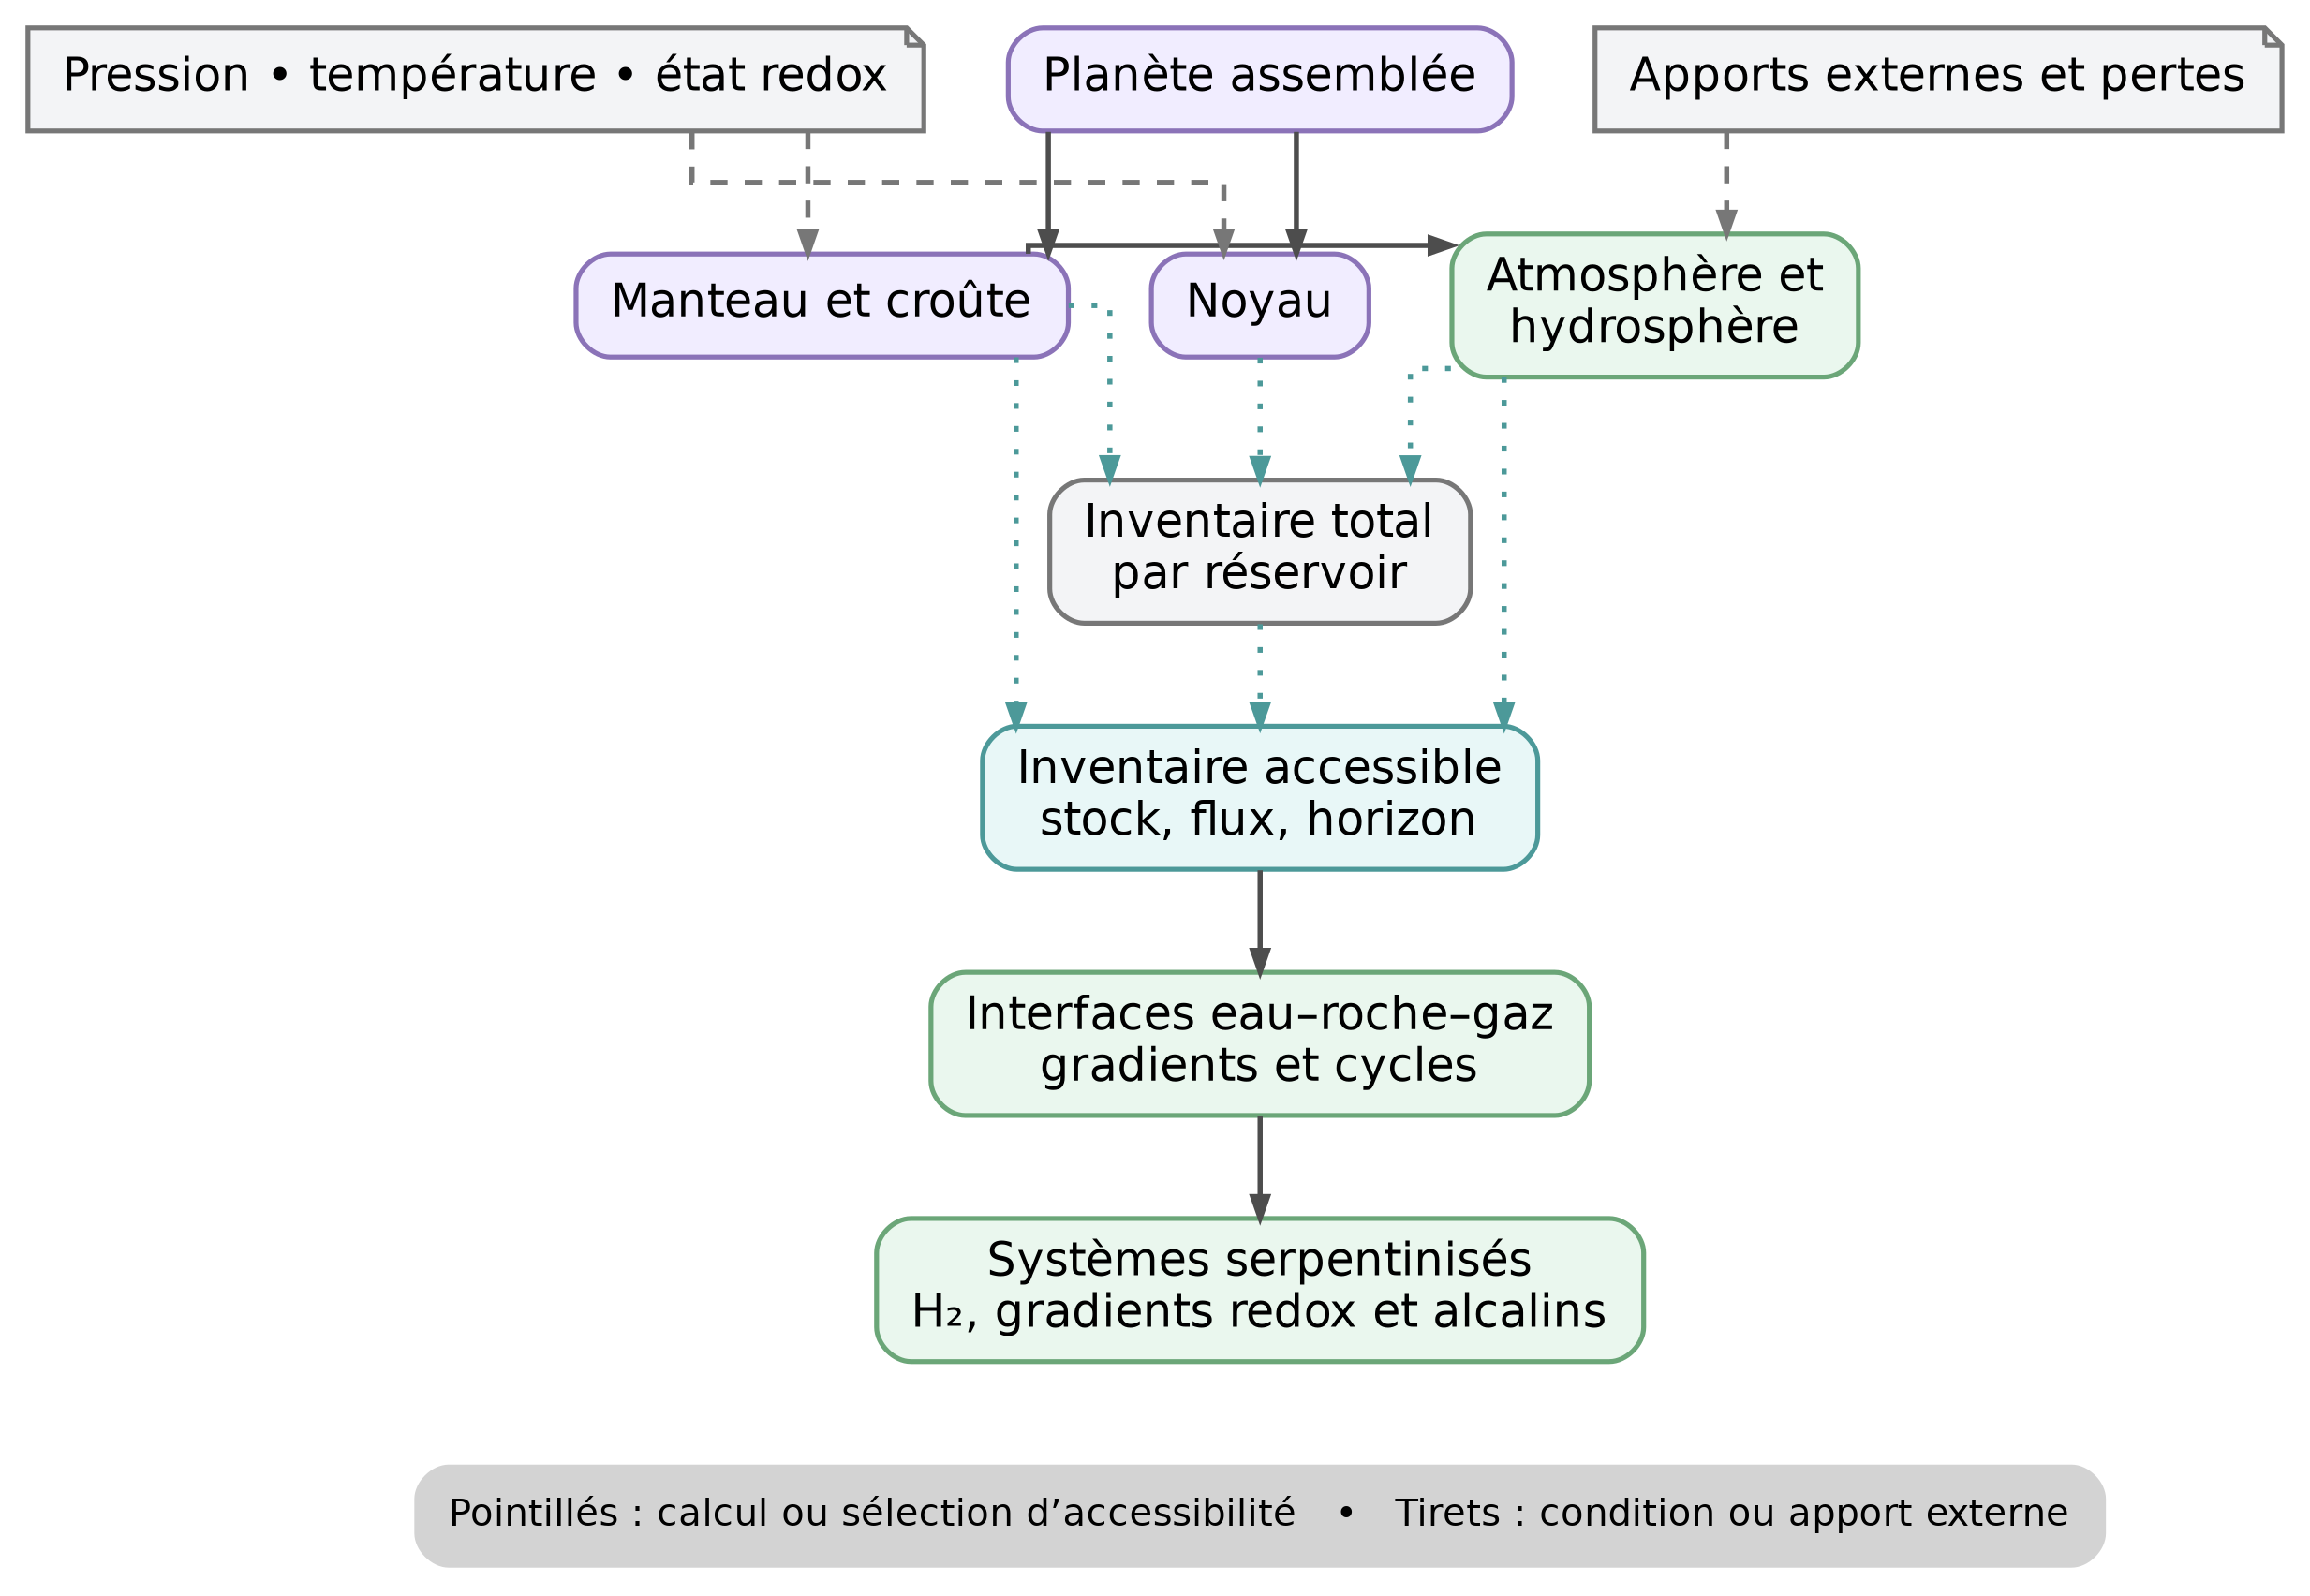 Pression • température • état redox
Planète assemblée
Apports externes et pertes
Manteau et croûte
Noyau
Atmosphère et
hydrosphère
Inventaire total
par réservoir
Inventaire accessible
stock, flux, horizon
Interfaces eau–roche–gaz
gradients et cycles
Systèmes serpentinisés
H₂, gradients redox et alcalins
Pointillés : calcul ou sélection d’accessibilité • Tirets : condition ou apport externe